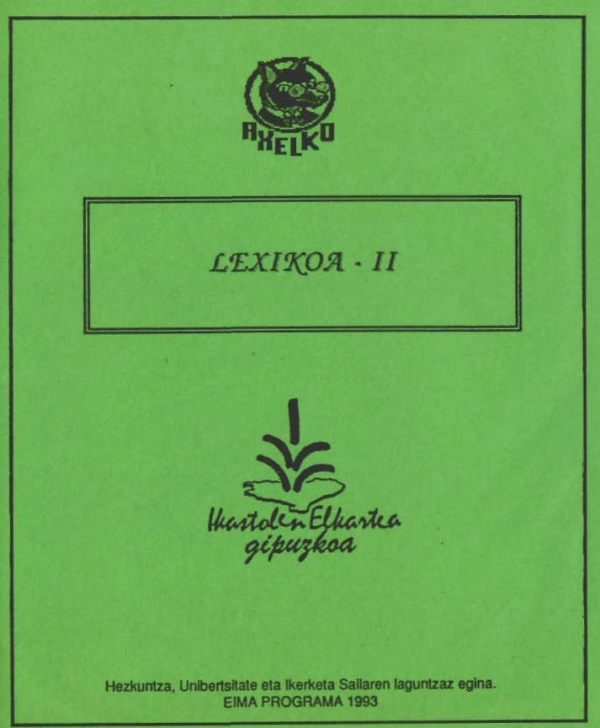 AXELKO
LEXIKOA - II
Ikastolen Elkartea
gipuzkoa
Hezkuntza, Unibertsitate eta Ikerketa Sailaren laguntzaz egina.
EIMA PROGRAMA 1993